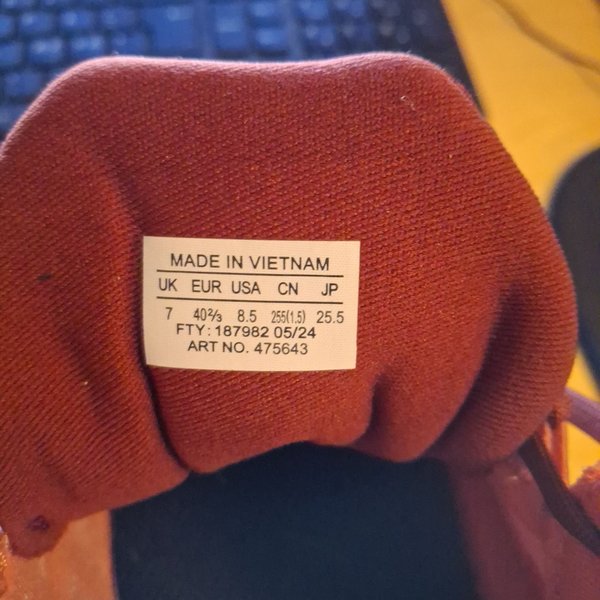 MADE IN VIETNAM
UK EUR USA CN JP
7 40⅔ 8.5 255(1.5) 25.5
FTY: 187982 05/24
ART NO. 475643